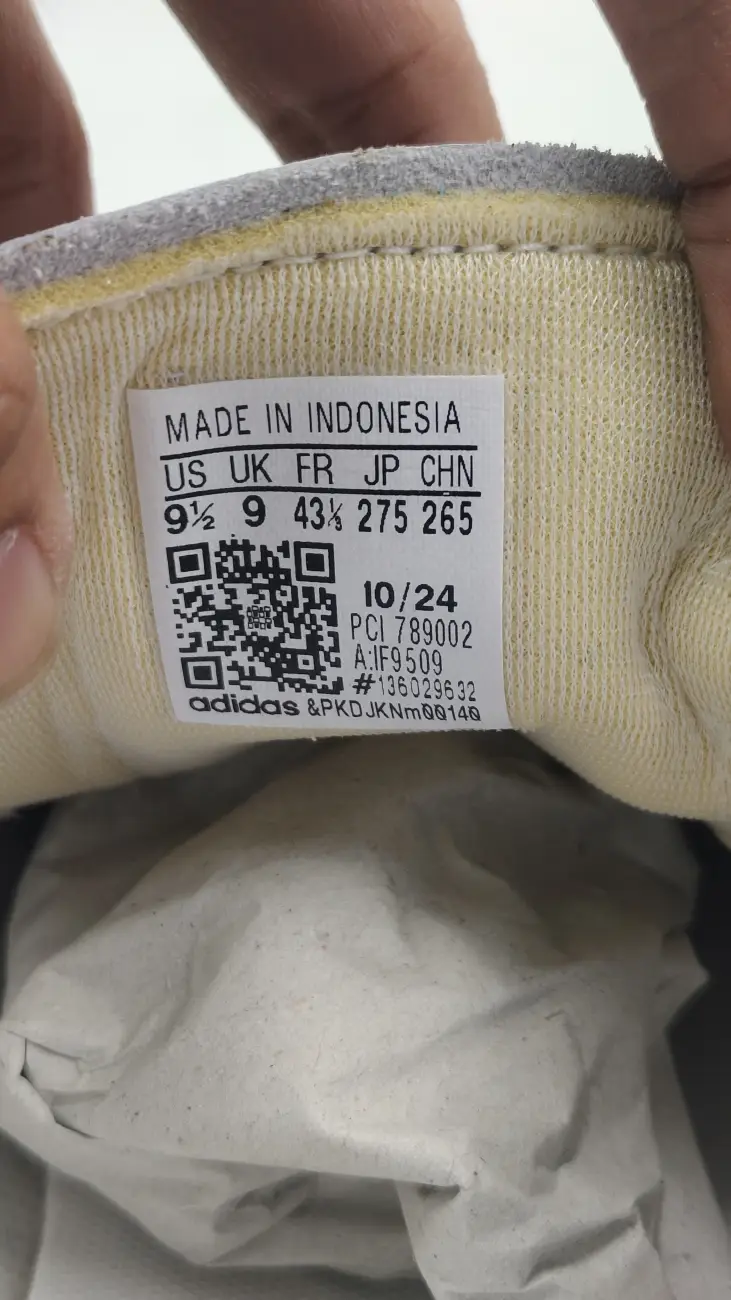 MADE IN INDONESIA
US UK FR JP CHN
9½ 9 43⅓ 275 265
10/24
PCI 789002
A:IF9509
#136029632
adidas &PKDJKNm00140